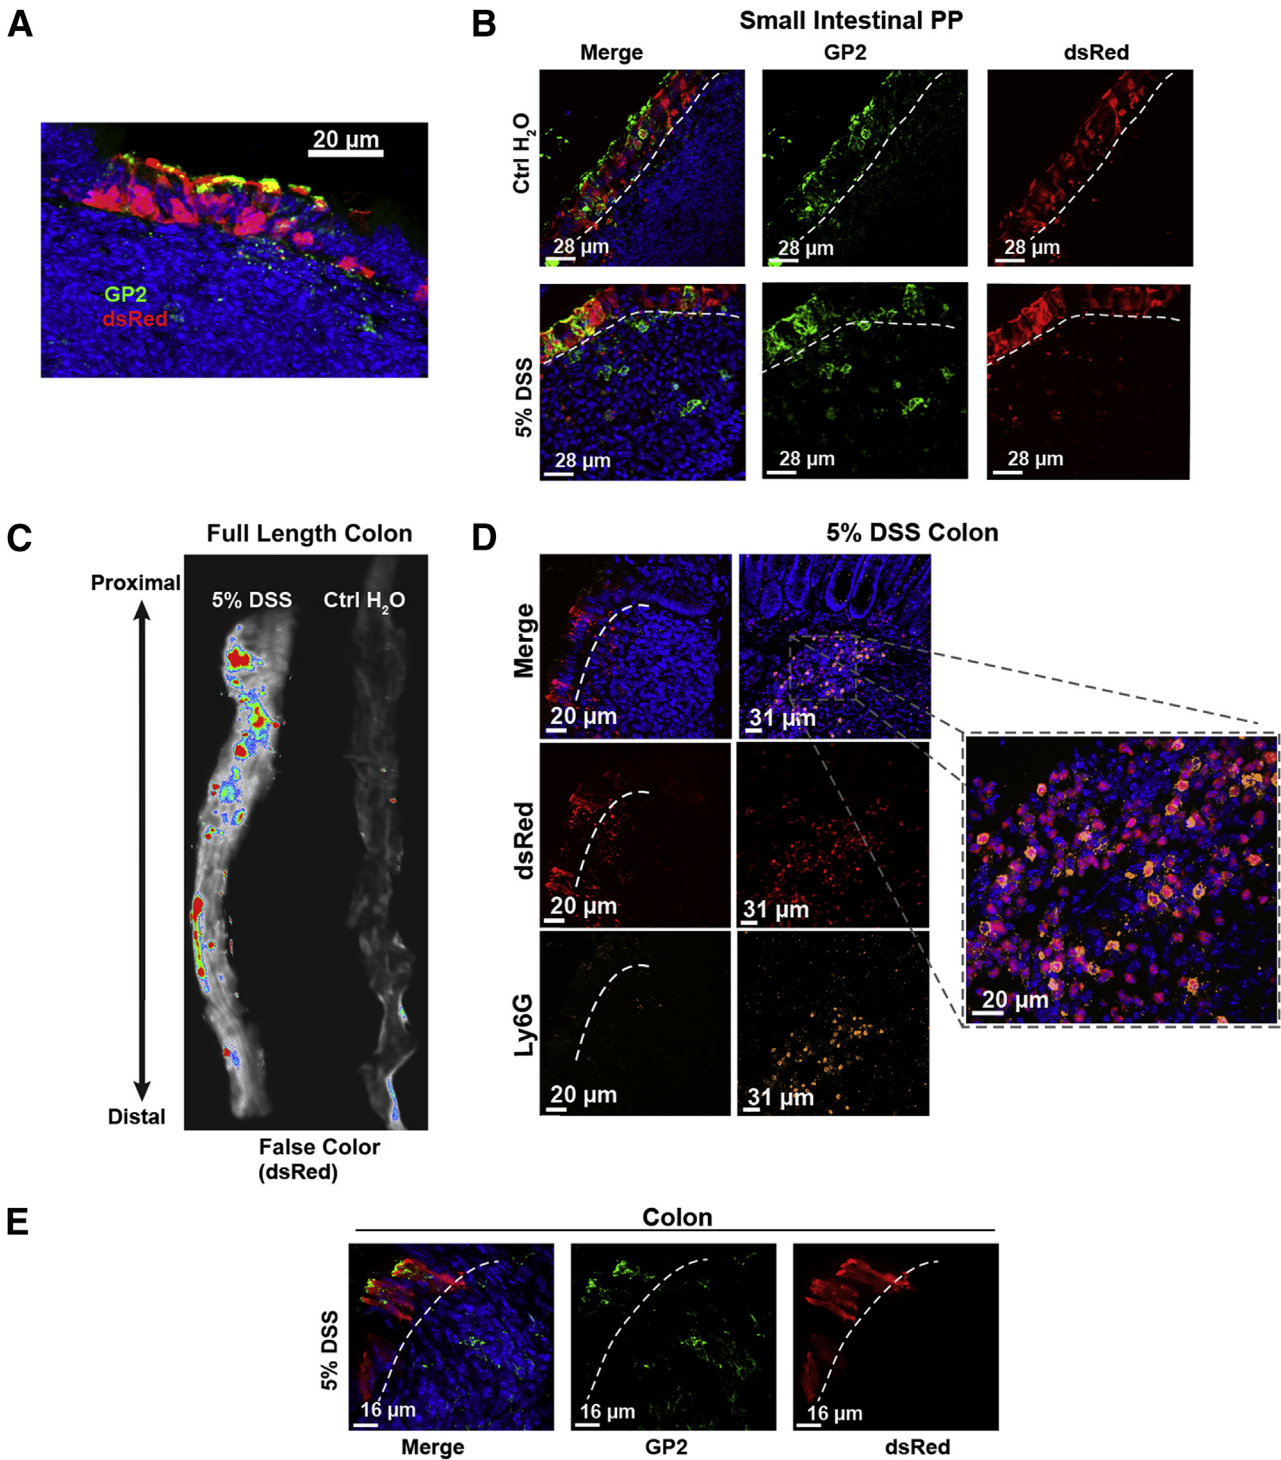 A
20 µm
GP2
dsRed
B
Small Intestinal PP
Merge
GP2
dsRed
Ctrl H2O
28 µm
28 µm
28 µm
5% DSS
28 µm
28 µm
28 µm
C
Full Length Colon
Proximal
5% DSS
Ctrl H2O
Distal
False Color
(dsRed)
D
5% DSS Colon
Merge
20 µm
31 µm
dsRed
20 µm
31 µm
Ly6G
20 µm
31 µm
20 µm
E
Colon
5% DSS
16 µm
16 µm
16 µm
Merge
GP2
dsRed